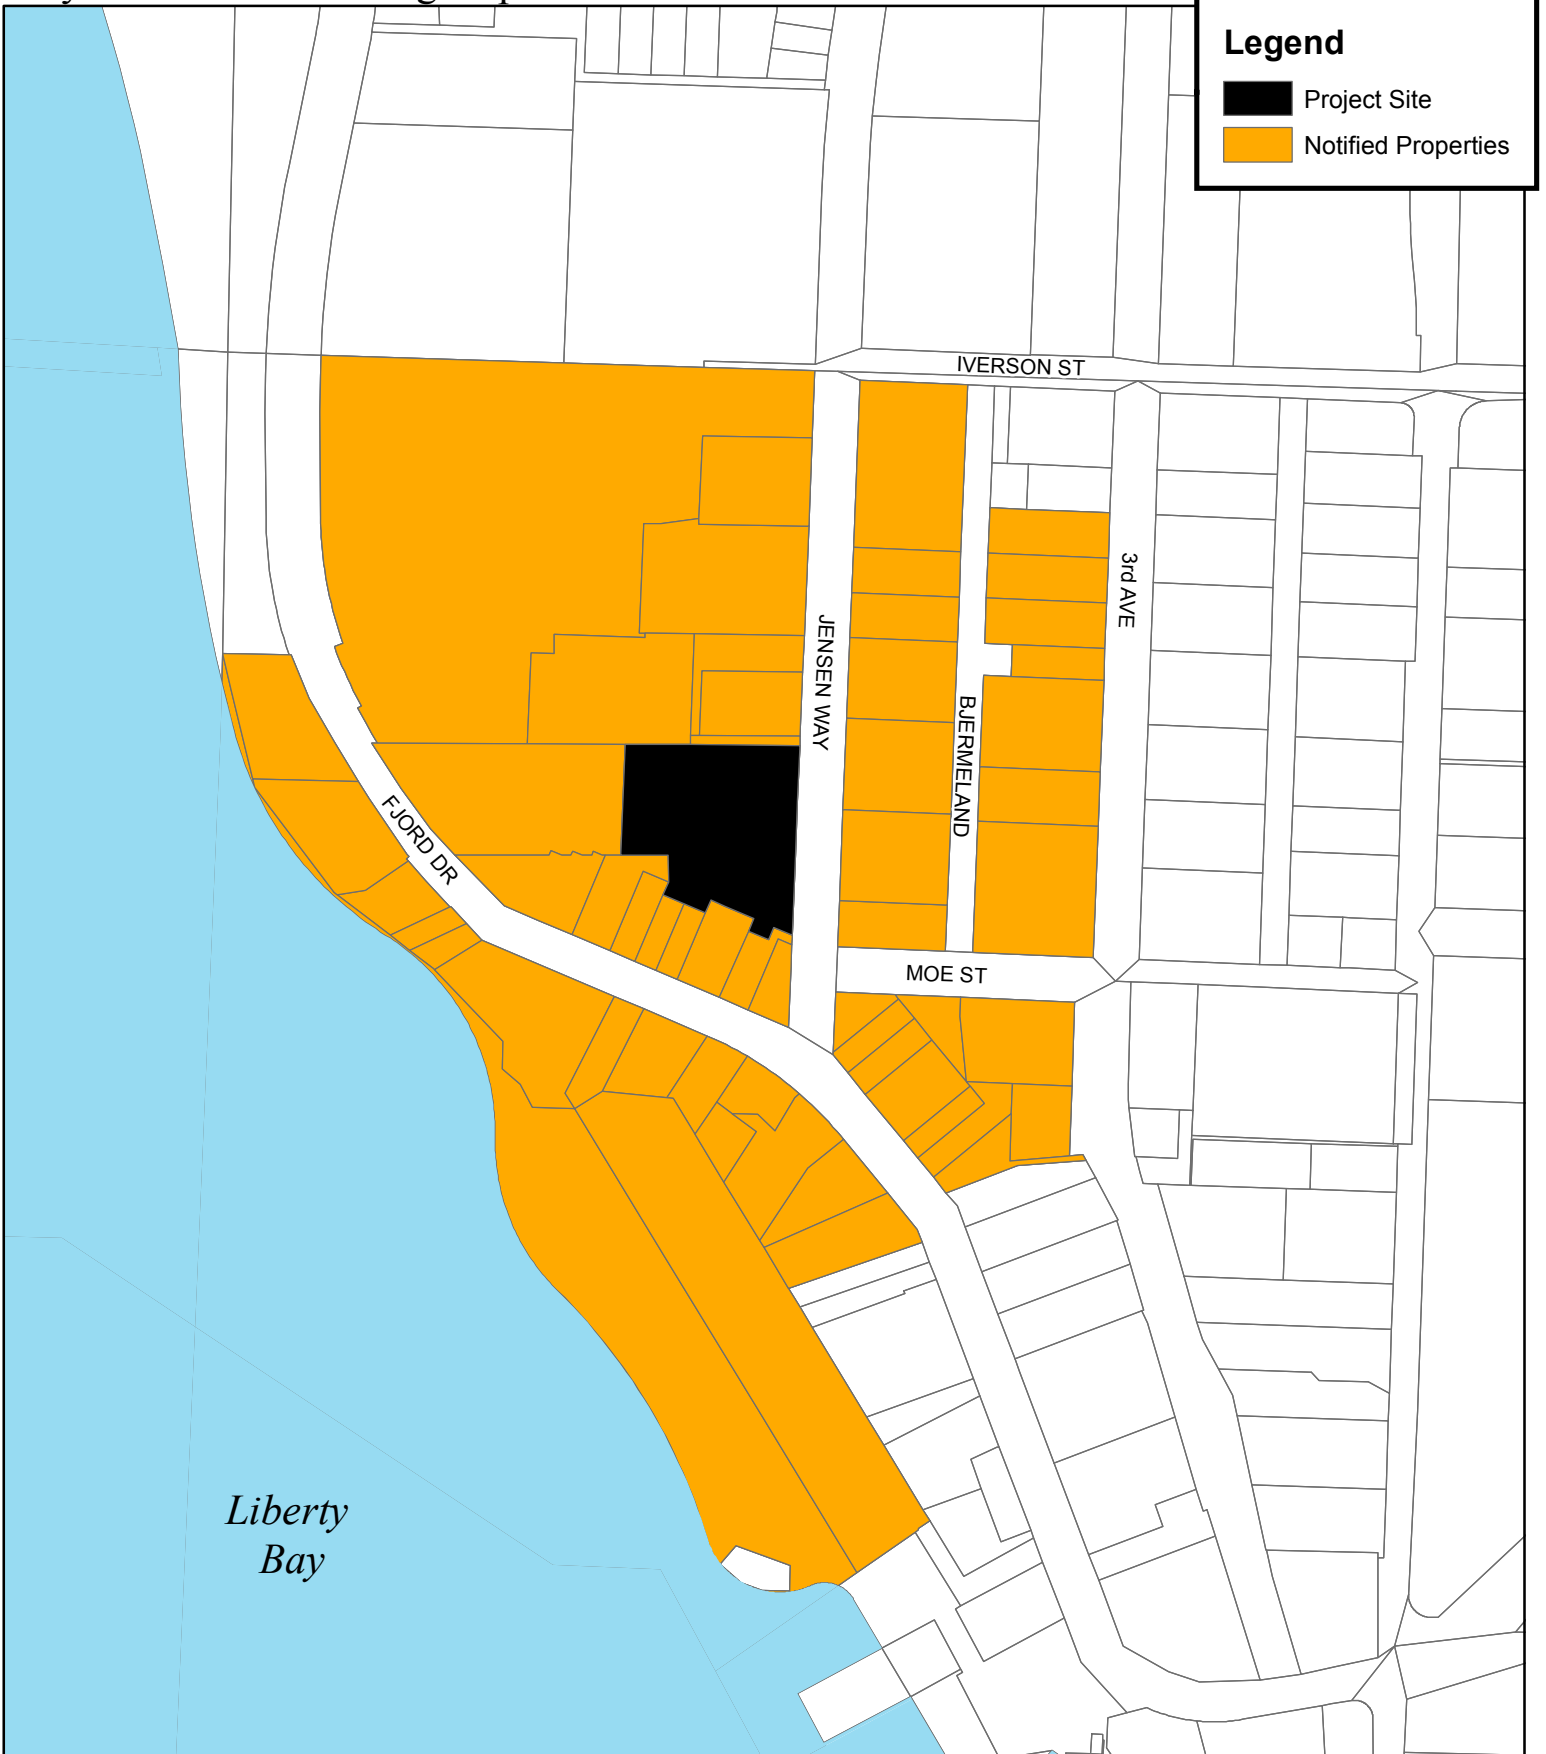 Legend
Project Site
Notified Properties
IVERSON ST
3rd AVE
JENSEN WAY
BJERMELAND
FJORD DR
MOE ST
Liberty
Bay